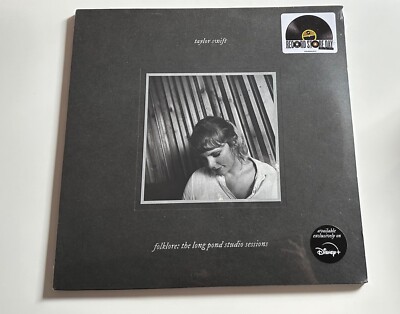 taylor swift
RECORD STORE DAY
folklore: the long pond studio sessions
available
exclusively on
Disney+